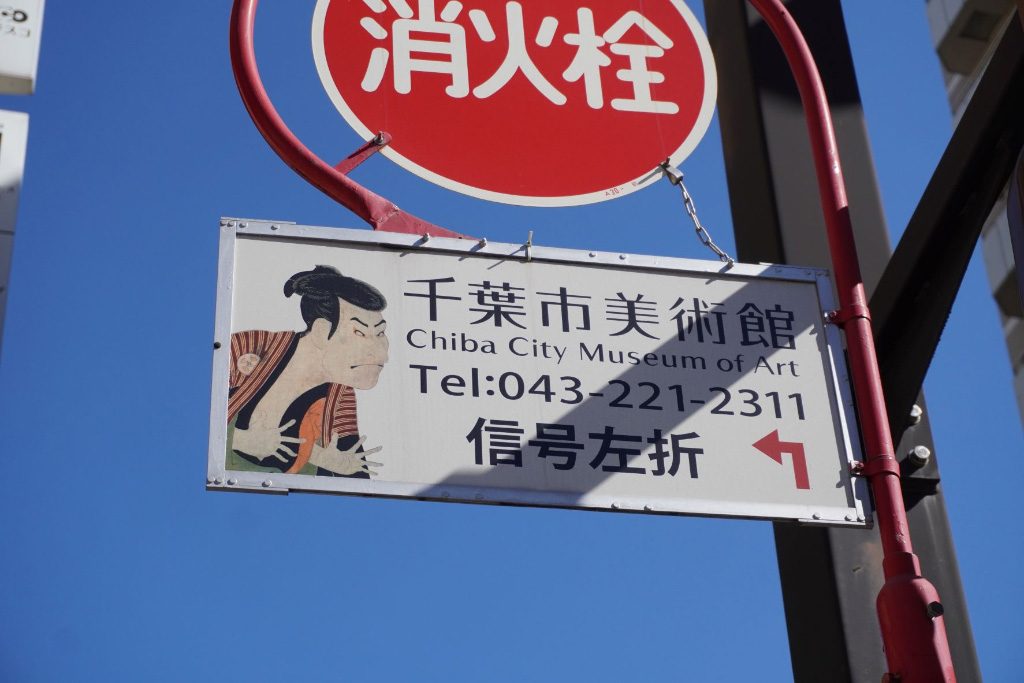 消火栓
千葉市美術館
Chiba City Museum of Art
Tel:043-221-2311
信号左折